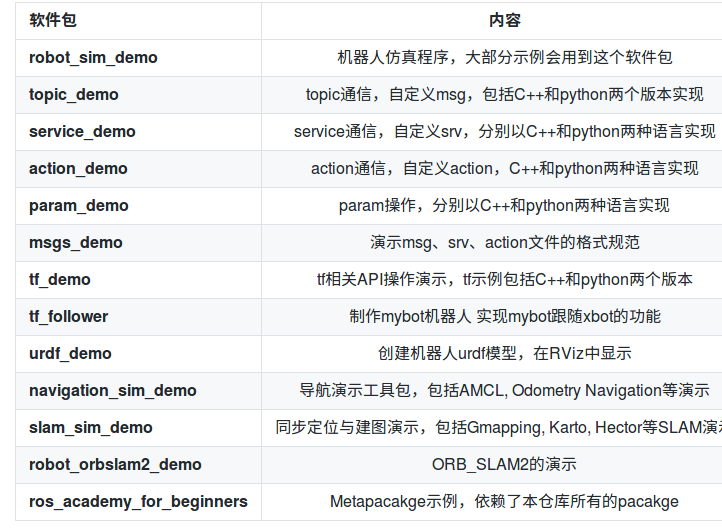 软件包 内容
robot_sim_demo 机器人仿真程序，大部分示例会用到这个软件包
topic_demo topic通信，自定义msg，包括C++和python两个版本实现
service_demo service通信，自定义srv，分别以C++和python两种语言实现
action_demo action通信，自定义action，C++和python两种语言实现
param_demo param操作，分别以C++和python两种语言实现
msgs_demo 演示msg、srv、action文件的格式规范
tf_demo tf相关API操作演示，tf示例包括C++和python两个版本
tf_follower 制作mybot机器人 实现mybot跟随xbot的功能
urdf_demo 创建机器人urdf模型，在RViz中显示
navigation_sim_demo 导航演示工具包，包括AMCL, Odometry Navigation等演示
slam_sim_demo 同步定位与建图演示，包括Gmapping, Karto, Hector等SLAM演
robot_orbslam2_demo ORB_SLAM2的演示
ros_academy_for_beginners Metapacakge示例，依赖了本仓库所有的pacakge